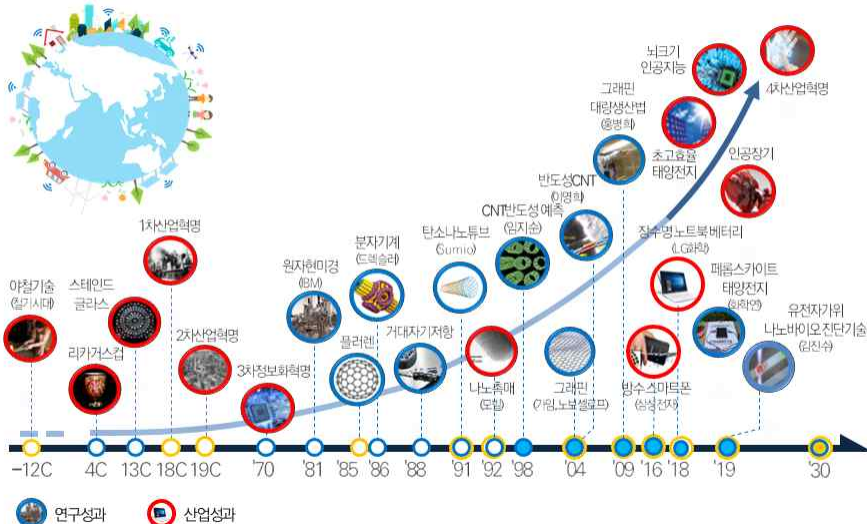 뇌크기
인공지능
4차산업혁명
그래핀
대량생산법
(홍병희)
초고효율
태양전지
인공장기
반도성CNT
(이영희)
CNT반도성 예측
(임지순)
1차산업혁명
탄소나노튜브
(Sumio)
분자기계
(드렉슬러)
원자현미경
(IBM)
장수명 노트북 베터리
(LG화학)
페롭스카이트
태양전지
(화학연)
야철기술
(철기시대)
스테인드
글라스
유전자가위
나노바이오 진단기술
(김진수)
2차산업혁명
플러렌
거대자기저항
리카거스컵
3차정보화혁명
나노촉매
(모빌)
그래핀
(가임, 노보셀로프)
방수 스마트폰
(삼성전자)
-12C
4C
13C
18C
19C
'70
'81
'85
'86
'88
'91
'92
'98
'04
'09
'16
'18
'19
'30
연구성과
산업성과